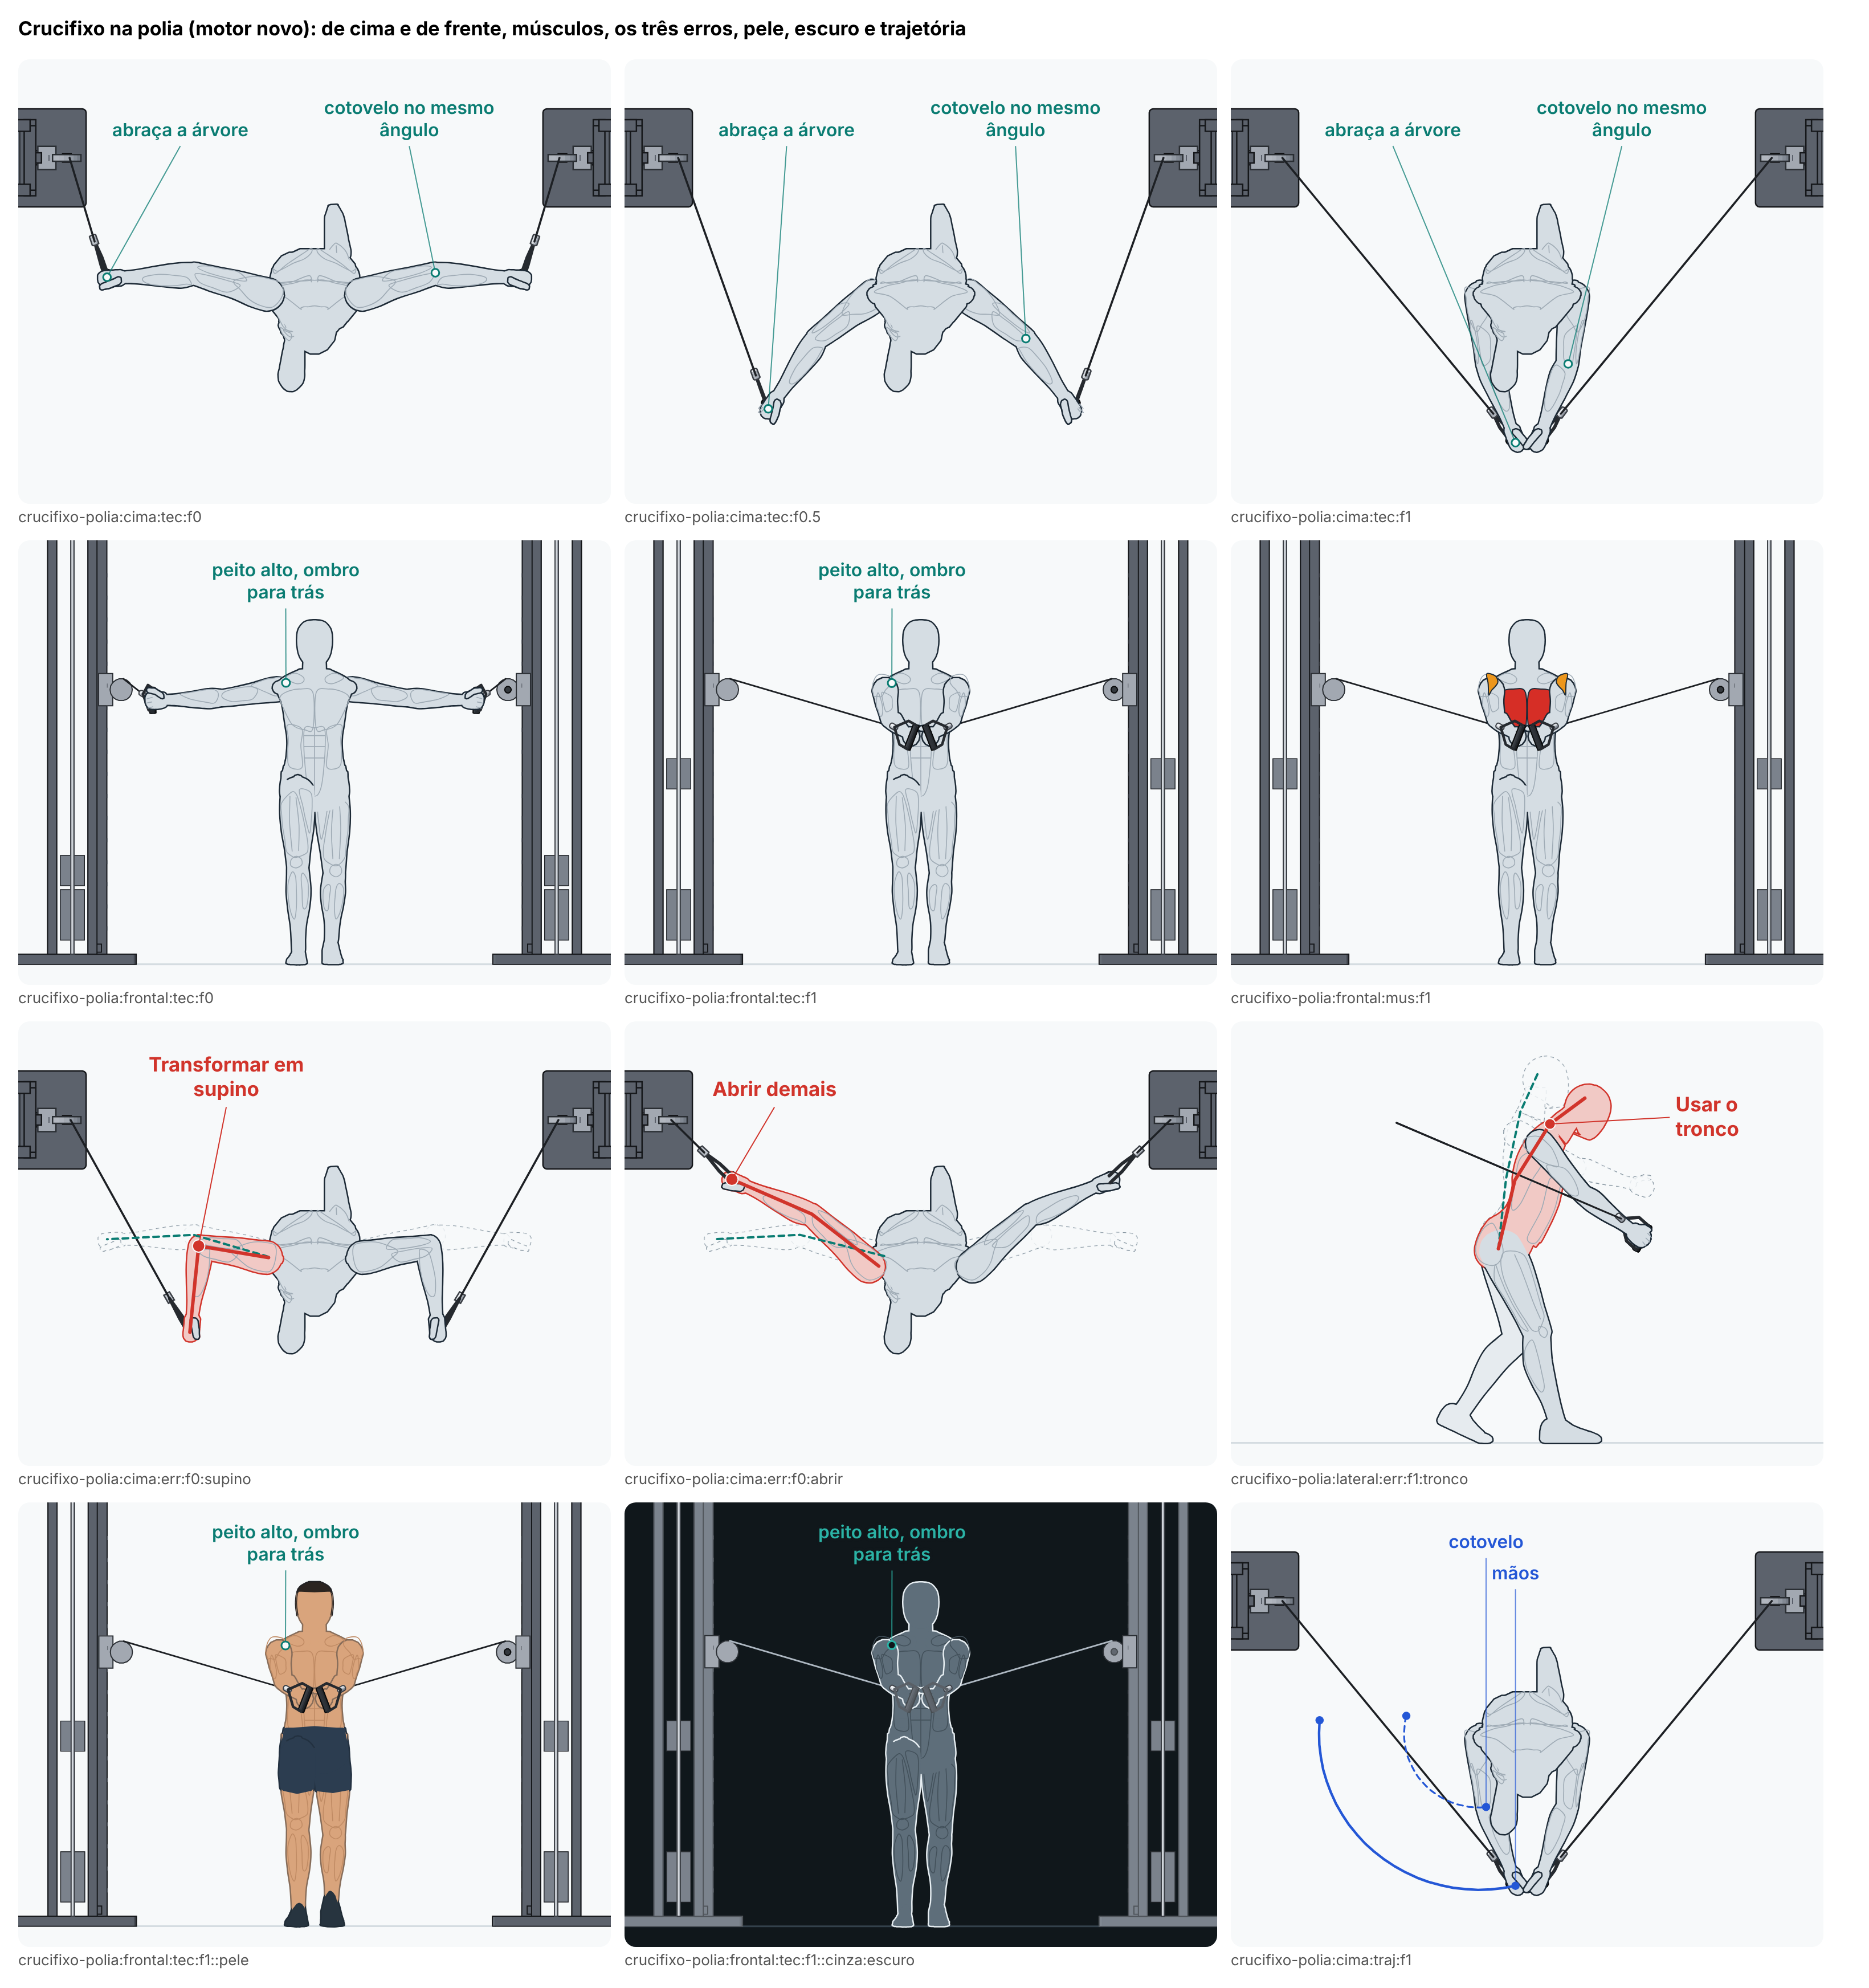 Crucifixo na polia (motor novo): de cima e de frente, músculos, os três erros, pele, escuro e trajetória
abraça a árvore
cotovelo no mesmo
ângulo
abraça a árvore
cotovelo no mesmo
ângulo
abraça a árvore
cotovelo no mesmo
ângulo
crucifixo-polia:cima:tec:f0
crucifixo-polia:cima:tec:f0.5
crucifixo-polia:cima:tec:f1
peito alto, ombro
para trás
peito alto, ombro
para trás
crucifixo-polia:frontal:tec:f0
crucifixo-polia:frontal:tec:f1
crucifixo-polia:frontal:mus:f1
Transformar em
supino
Abrir demais
Usar o
tronco
crucifixo-polia:cima:err:f0:supino
crucifixo-polia:cima:err:f0:abrir
crucifixo-polia:lateral:err:f1:tronco
peito alto, ombro
para trás
peito alto, ombro
para trás
cotovelo
mãos
crucifixo-polia:frontal:tec:f1::pele
crucifixo-polia:frontal:tec:f1::cinza:escuro
crucifixo-polia:cima:traj:f1